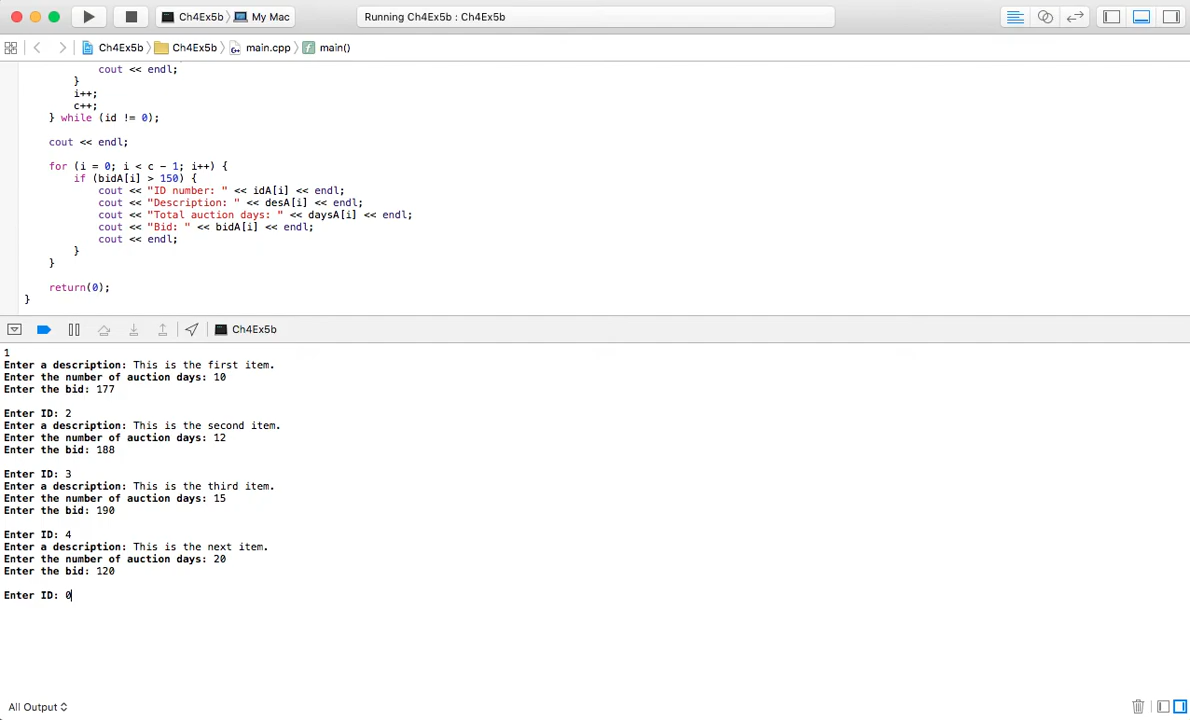 Ch4Ex5b My Mac Running Ch4Ex5b : Ch4Ex5b
Ch4Ex5b Ch4Ex5b main.cpp main()
cout << endl;
}
i++;
c++;
} while (id != 0);
cout << endl;
for (i = 0; i < c - 1; i++) {
if (bidA[i] > 150) {
cout << "ID number: " << idA[i] << endl;
cout << "Description: " << desA[i] << endl;
cout << "Total auction days: " << daysA[i] << endl;
cout << "Bid: " << bidA[i] << endl;
cout << endl;
}
}
return(0);
}
Ch4Ex5b
1
Enter a description: This is the first item.
Enter the number of auction days: 10
Enter the bid: 177
Enter ID: 2
Enter a description: This is the second item.
Enter the number of auction days: 12
Enter the bid: 188
Enter ID: 3
Enter a description: This is the third item.
Enter the number of auction days: 15
Enter the bid: 190
Enter ID: 4
Enter a description: This is the next item.
Enter the number of auction days: 20
Enter the bid: 120
Enter ID: 0
All Output